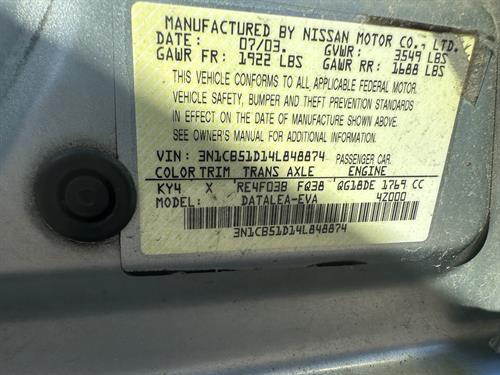 MANUFACTURED BY NISSAN MOTOR CO., LTD.
DATE: 07/03. GVWR: 3549 LBS
GAWR FR: 1922 LBS GAWR RR: 1688 LBS
THIS VEHICLE CONFORMS TO ALL APPLICABLE FEDERAL MOTOR
VEHICLE SAFETY, BUMPER AND THEFT PREVENTION STANDARDS
IN EFFECT ON THE DATE OF MANUFACTURE SHOWN ABOVE.
SEE OWNER'S MANUAL FOR ADDITIONAL INFORMATION.
VIN: 3N1CB51D14L848874 PASSENGER CAR.
COLOR TRIM TRANS AXLE ENGINE
KY4 X RE4F03B FQ38 QG18DE 1769 CC
MODEL: DATALEA-EVA 4Z000
3N1CB51D14L848874